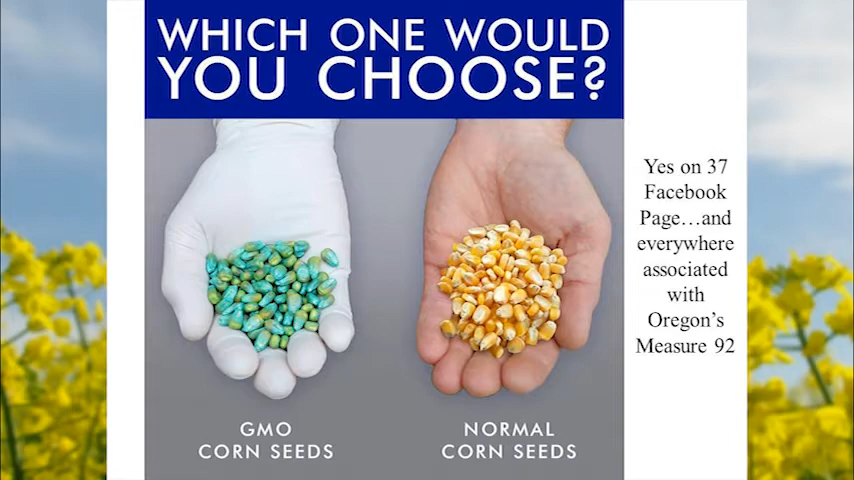 WHICH ONE WOULD
YOU CHOOSE?
GMO
CORN SEEDS
NORMAL
CORN SEEDS
Yes on 37
Facebook
Page…and
everywhere
associated
with
Oregon’s
Measure 92